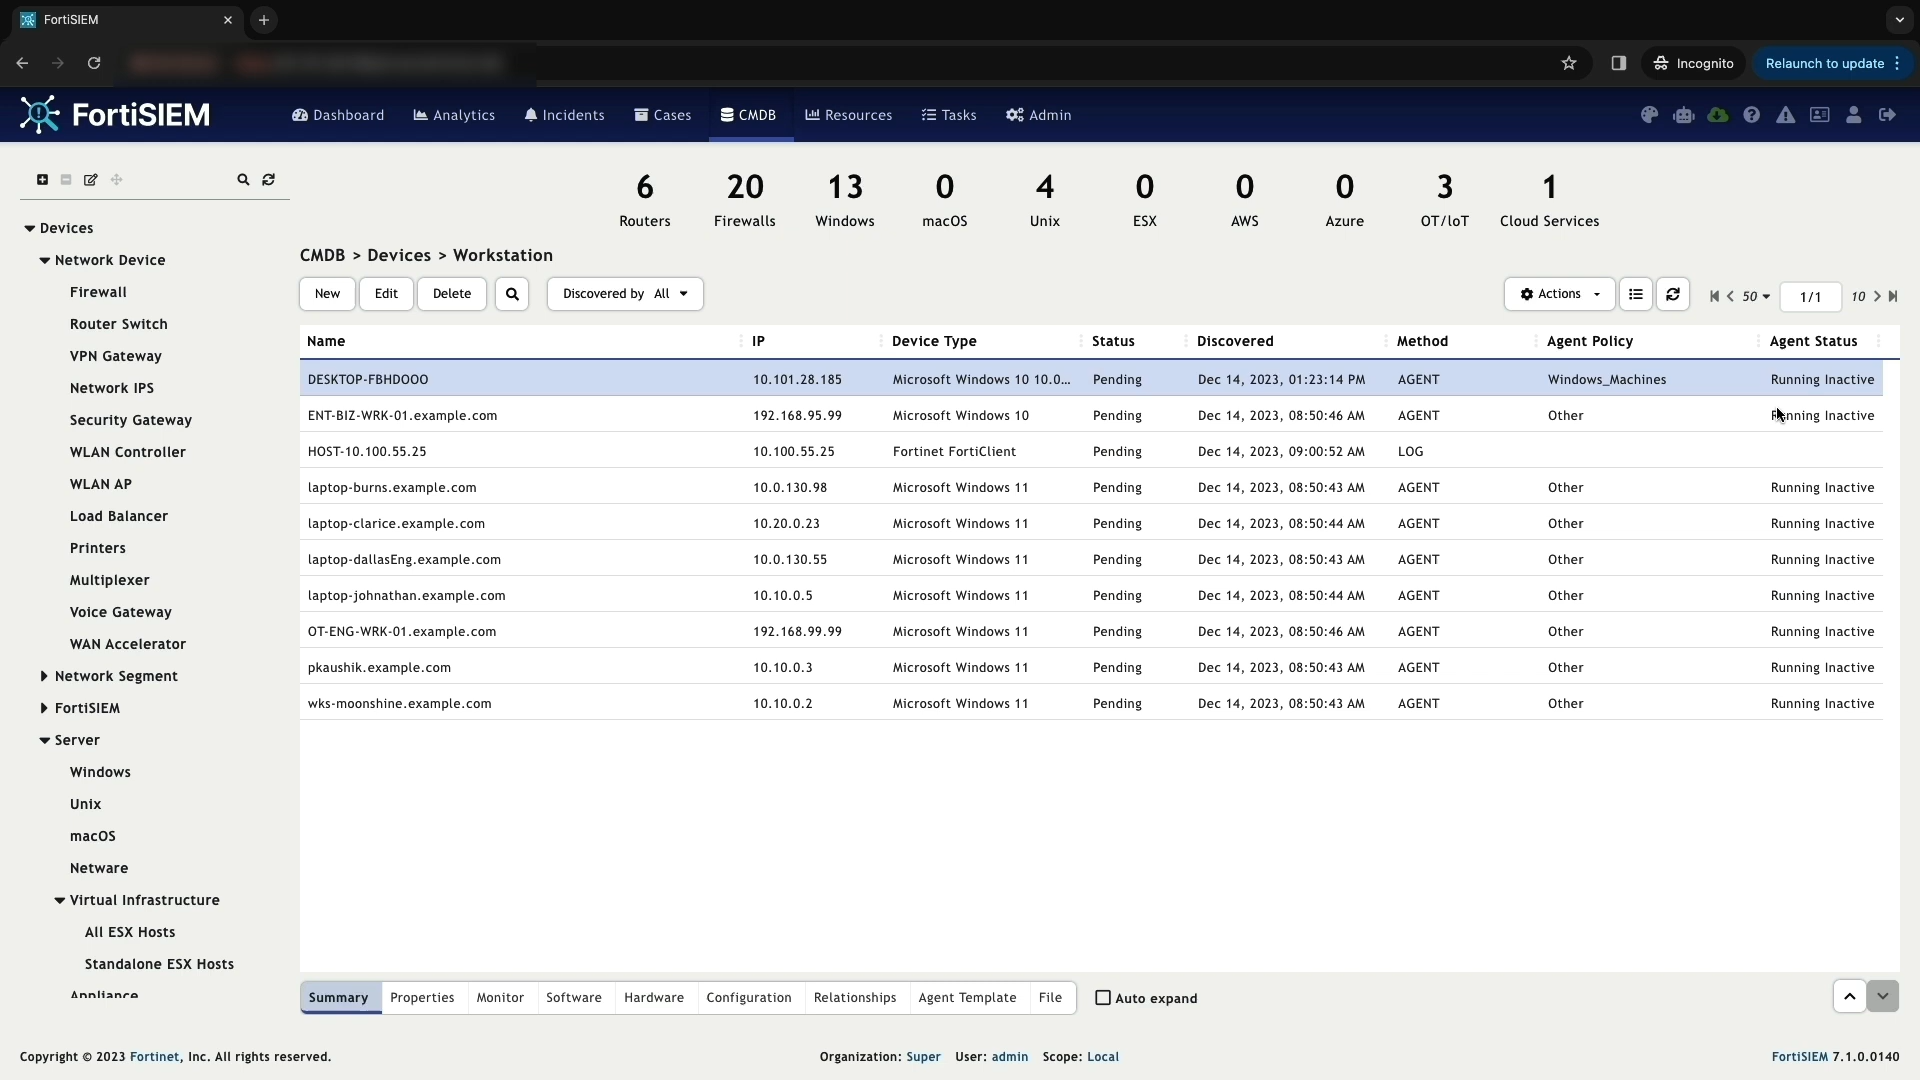 FortiSIEM
Incognito
Relaunch to update
FortiSIEM
Dashboard
Analytics
Incidents
Cases
CMDB
Resources
Tasks
Admin
6 20 13 0 4 0 0 0 3 1
Routers Firewalls Windows macOS Unix ESX AWS Azure OT/IoT Cloud Services
Devices
Network Device
Firewall
Router Switch
VPN Gateway
Network IPS
Security Gateway
WLAN Controller
WLAN AP
Load Balancer
Printers
Multiplexer
Voice Gateway
WAN Accelerator
Network Segment
FortiSIEM
Server
Windows
Unix
macOS
Netware
Virtual Infrastructure
All ESX Hosts
Standalone ESX Hosts
Appliance
CMDB > Devices > Workstation
New Edit Delete Discovered by All Actions 50 1/1 10
Name IP Device Type Status Discovered Method Agent Policy Agent Status
DESKTOP-FBHDOOO 10.101.28.185 Microsoft Windows 10 10.0... Pending Dec 14, 2023, 01:23:14 PM AGENT Windows_Machines Running Inactive
ENT-BIZ-WRK-01.example.com 192.168.95.99 Microsoft Windows 10 Pending Dec 14, 2023, 08:50:46 AM AGENT Other Running Inactive
HOST-10.100.55.25 10.100.55.25 Fortinet FortiClient Pending Dec 14, 2023, 09:00:52 AM LOG
laptop-burns.example.com 10.0.130.98 Microsoft Windows 11 Pending Dec 14, 2023, 08:50:43 AM AGENT Other Running Inactive
laptop-clarice.example.com 10.20.0.23 Microsoft Windows 11 Pending Dec 14, 2023, 08:50:44 AM AGENT Other Running Inactive
laptop-dallasEng.example.com 10.0.130.55 Microsoft Windows 11 Pending Dec 14, 2023, 08:50:43 AM AGENT Other Running Inactive
laptop-johnathan.example.com 10.10.0.5 Microsoft Windows 11 Pending Dec 14, 2023, 08:50:44 AM AGENT Other Running Inactive
OT-ENG-WRK-01.example.com 192.168.99.99 Microsoft Windows 11 Pending Dec 14, 2023, 08:50:46 AM AGENT Other Running Inactive
pkaushik.example.com 10.10.0.3 Microsoft Windows 11 Pending Dec 14, 2023, 08:50:43 AM AGENT Other Running Inactive
wks-moonshine.example.com 10.10.0.2 Microsoft Windows 11 Pending Dec 14, 2023, 08:50:43 AM AGENT Other Running Inactive
Summary Properties Monitor Software Hardware Configuration Relationships Agent Template File Auto expand
Copyright © 2023 Fortinet, Inc. All rights reserved. Organization: Super User: admin Scope: Local FortiSIEM 7.1.0.0140